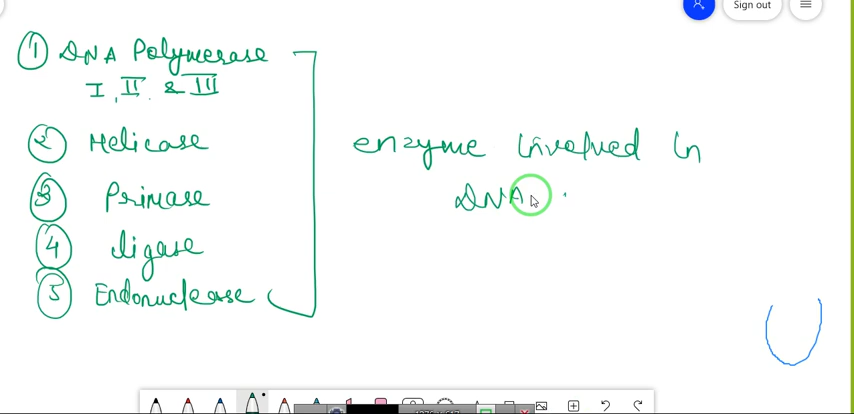 Sign out
① DNA Polymerase
I, II & III
② Helicase
③ Primase
④ ligase
⑤ Endonuclease
enzyme involved in
DNA